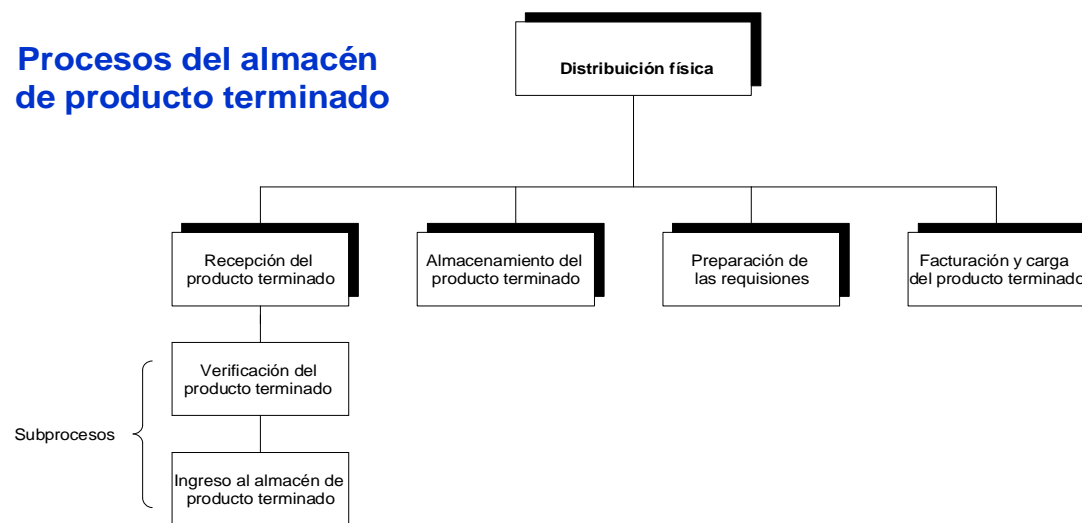 Procesos del almacén
de producto terminado
Distribuición física
Recepción del
producto terminado
Almacenamiento del
producto terminado
Preparación de
las requisiones
Facturación y carga
del producto terminado
Verificación del
producto terminado
Subprocesos
Ingreso al almacén de
producto terminado